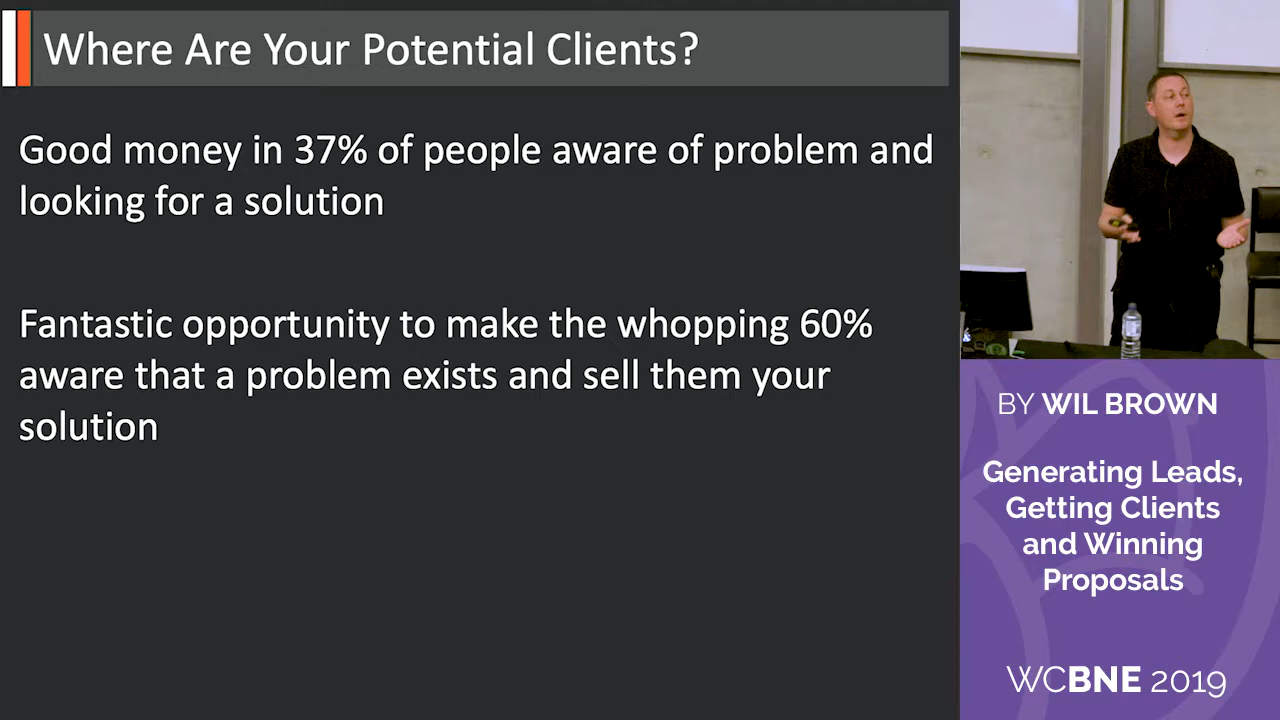 Where Are Your Potential Clients?
Good money in 37% of people aware of problem and
looking for a solution
Fantastic opportunity to make the whopping 60%
aware that a problem exists and sell them your
solution
BY WIL BROWN
Generating Leads,
Getting Clients
and Winning
Proposals
WCBNE 2019